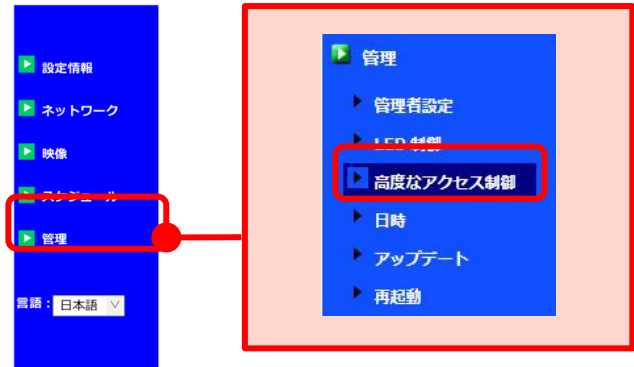 設定情報
ネットワーク
映像
スケジュール
管理
言語：日本語
管理
管理者設定
LED 制御
高度なアクセス制御
日時
アップデート
再起動